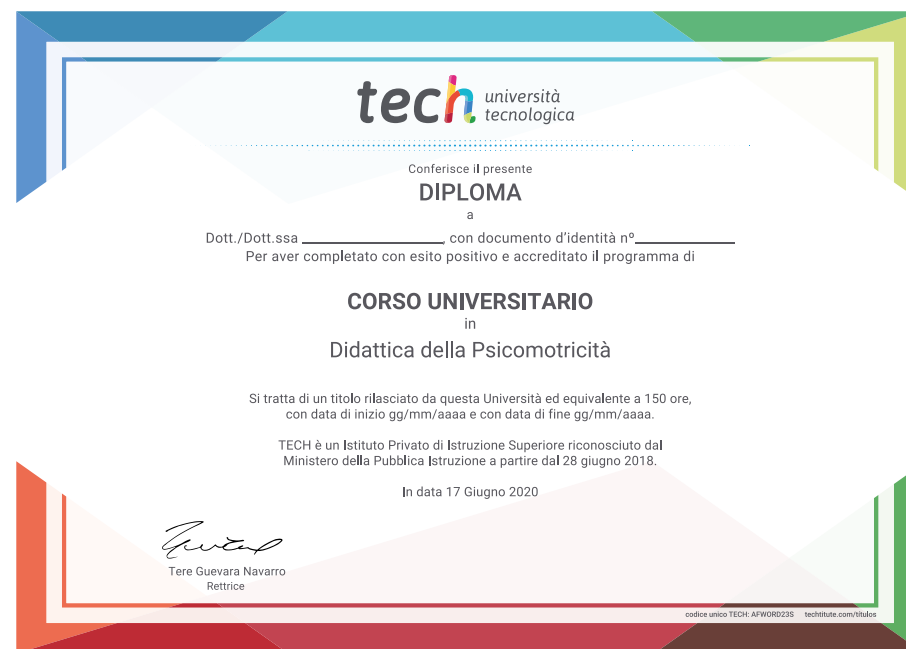 tech università
tecnologica
Conferisce il presente
DIPLOMA
a
Dott./Dott.ssa ____________________, con documento d'identità nº______________
Per aver completato con esito positivo e accreditato il programma di
CORSO UNIVERSITARIO
in
Didattica della Psicomotricità
Si tratta di un titolo rilasciato da questa Università ed equivalente a 150 ore,
con data di inizio gg/mm/aaaa e con data di fine gg/mm/aaaa.
TECH è un Istituto Privato di Istruzione Superiore riconosciuto dal
Ministero della Pubblica Istruzione a partire dal 28 giugno 2018.
In data 17 Giugno 2020
Tere Guevara Navarro
Rettrice
codice unico TECH: AFWORD23S techtitute.com/titulos